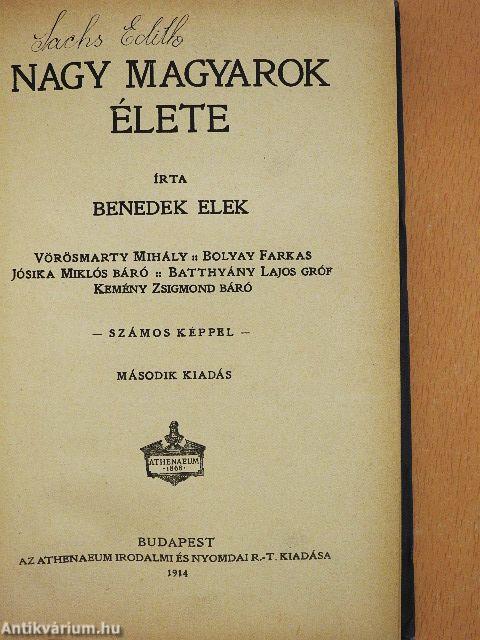 Sachs Edith
NAGY MAGYAROK
ÉLETE
ÍRTA
BENEDEK ELEK
VÖRÖSMARTY MIHÁLY :: BOLYAY FARKAS
JÓSIKA MIKLÓS BÁRÓ :: BATTHYÁNY LAJOS GRÓF
KEMÉNY ZSIGMOND BÁRÓ
— SZÁMOS KÉPPEL —
MÁSODIK KIADÁS
ATHENAEUM
·1868·
BUDAPEST
AZ ATHENAEUM IRODALMI ÉS NYOMDAI R.-T. KIADÁSA
1914
Antikvárium.hu